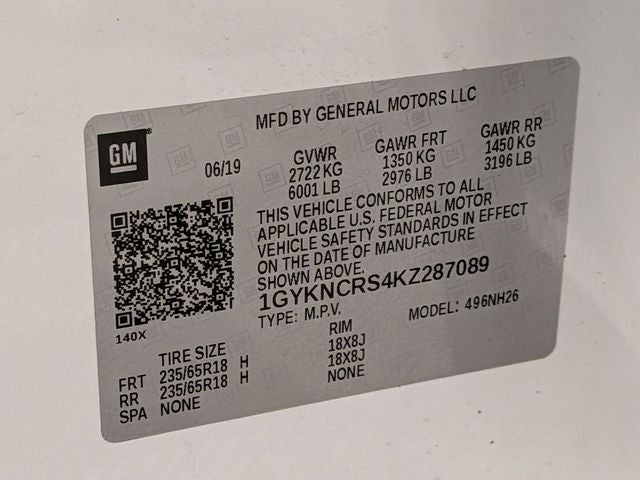 MFD BY GENERAL MOTORS LLC
GM
06/19
GVWR GAWR FRT GAWR RR
2722 KG 1350 KG 1450 KG
6001 LB 2976 LB 3196 LB
THIS VEHICLE CONFORMS TO ALL
APPLICABLE U.S. FEDERAL MOTOR
VEHICLE SAFETY STANDARDS IN EFFECT
ON THE DATE OF MANUFACTURE
SHOWN ABOVE.
1GYKNCRS4KZ287089
TYPE: M.P.V. MODEL: 496NH26
140X
TIRE SIZE RIM
FRT 235/65R18 H 18X8J
RR 235/65R18 H 18X8J
SPA NONE NONE